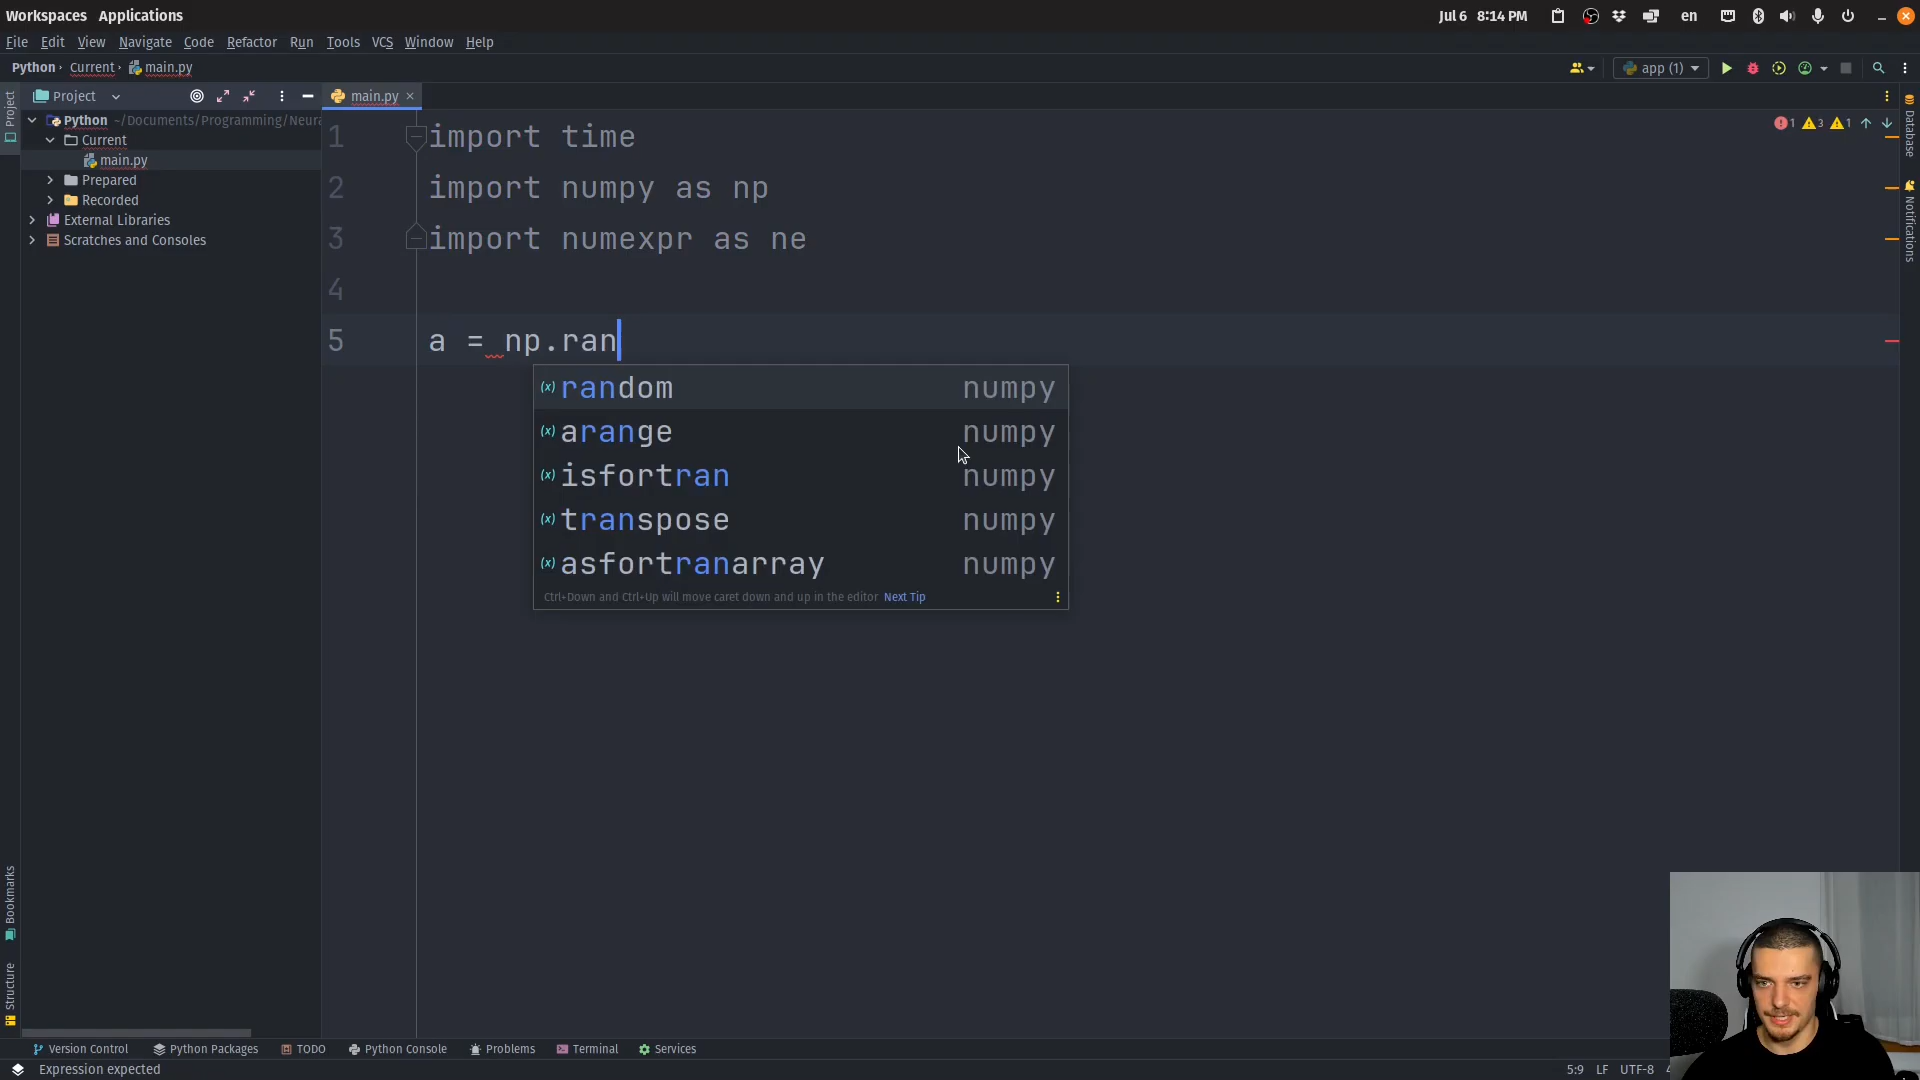 Workspaces Applications
Jul 6 8:14 PM
en
File Edit View Navigate Code Refactor Run Tools VCS Window Help
Python Current main.py
app (1)
Project
main.py
Project
Database
Notifications
Bookmarks
Structure
Python ~/Documents/Programming/Neura
Current
main.py
Prepared
Recorded
External Libraries
Scratches and Consoles
1 3 1
1 import time
2 import numpy as np
3 import numexpr as ne
4
5 a = np.ran
(x) random numpy
(x) arange numpy
(x) isfortran numpy
(x) transpose numpy
(x) asfortranarray numpy
Ctrl+Down and Ctrl+Up will move caret down and up in the editor Next Tip
Version Control Python Packages TODO Python Console Problems Terminal Services
Expression expected
5:9 LF UTF-8 4